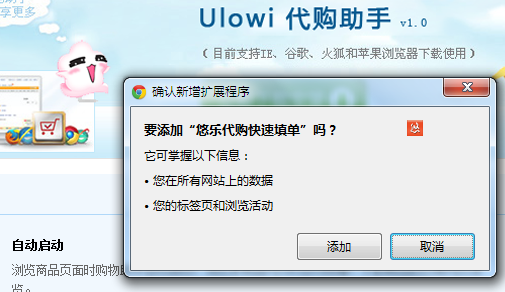 享更多
Ulowi 代购助手 v1.0
（目前支持IE、谷歌、火狐和苹果浏览器下载使用）
确认新增扩展程序
要添加“悠乐代购快速填单”吗？
它可掌握以下信息：
• 您在所有网站上的数据
• 您的标签页和浏览活动
添加
取消
自动启动
浏览商品页面时购物
览。